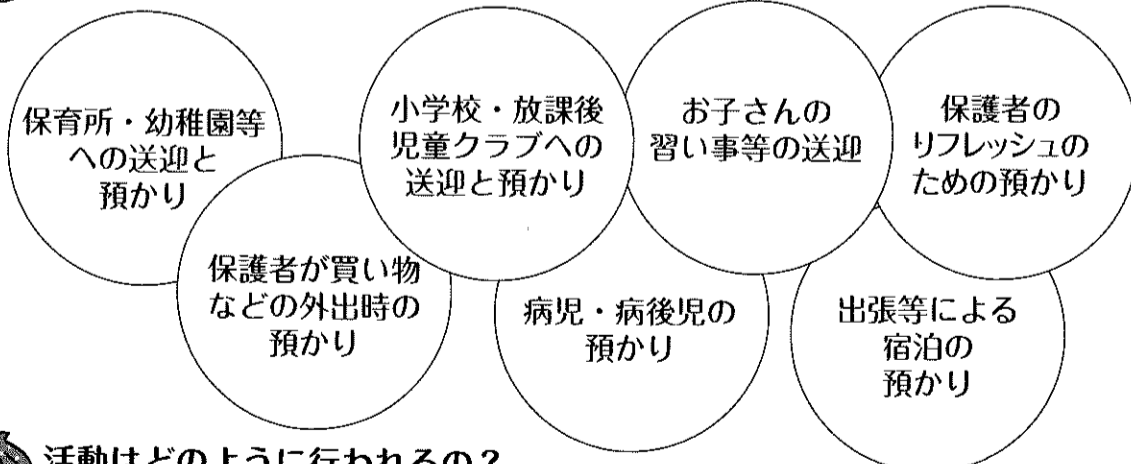 保育所・幼稚園等
への送迎と
預かり
小学校・放課後
児童クラブへの
送迎と預かり
お子さんの
習い事等の送迎
保護者の
リフレッシュの
ための預かり
保護者が買い物
などの外出時の
預かり
病児・病後児の
預かり
出張等による
宿泊の
預かり
活動はどのように行われるの？